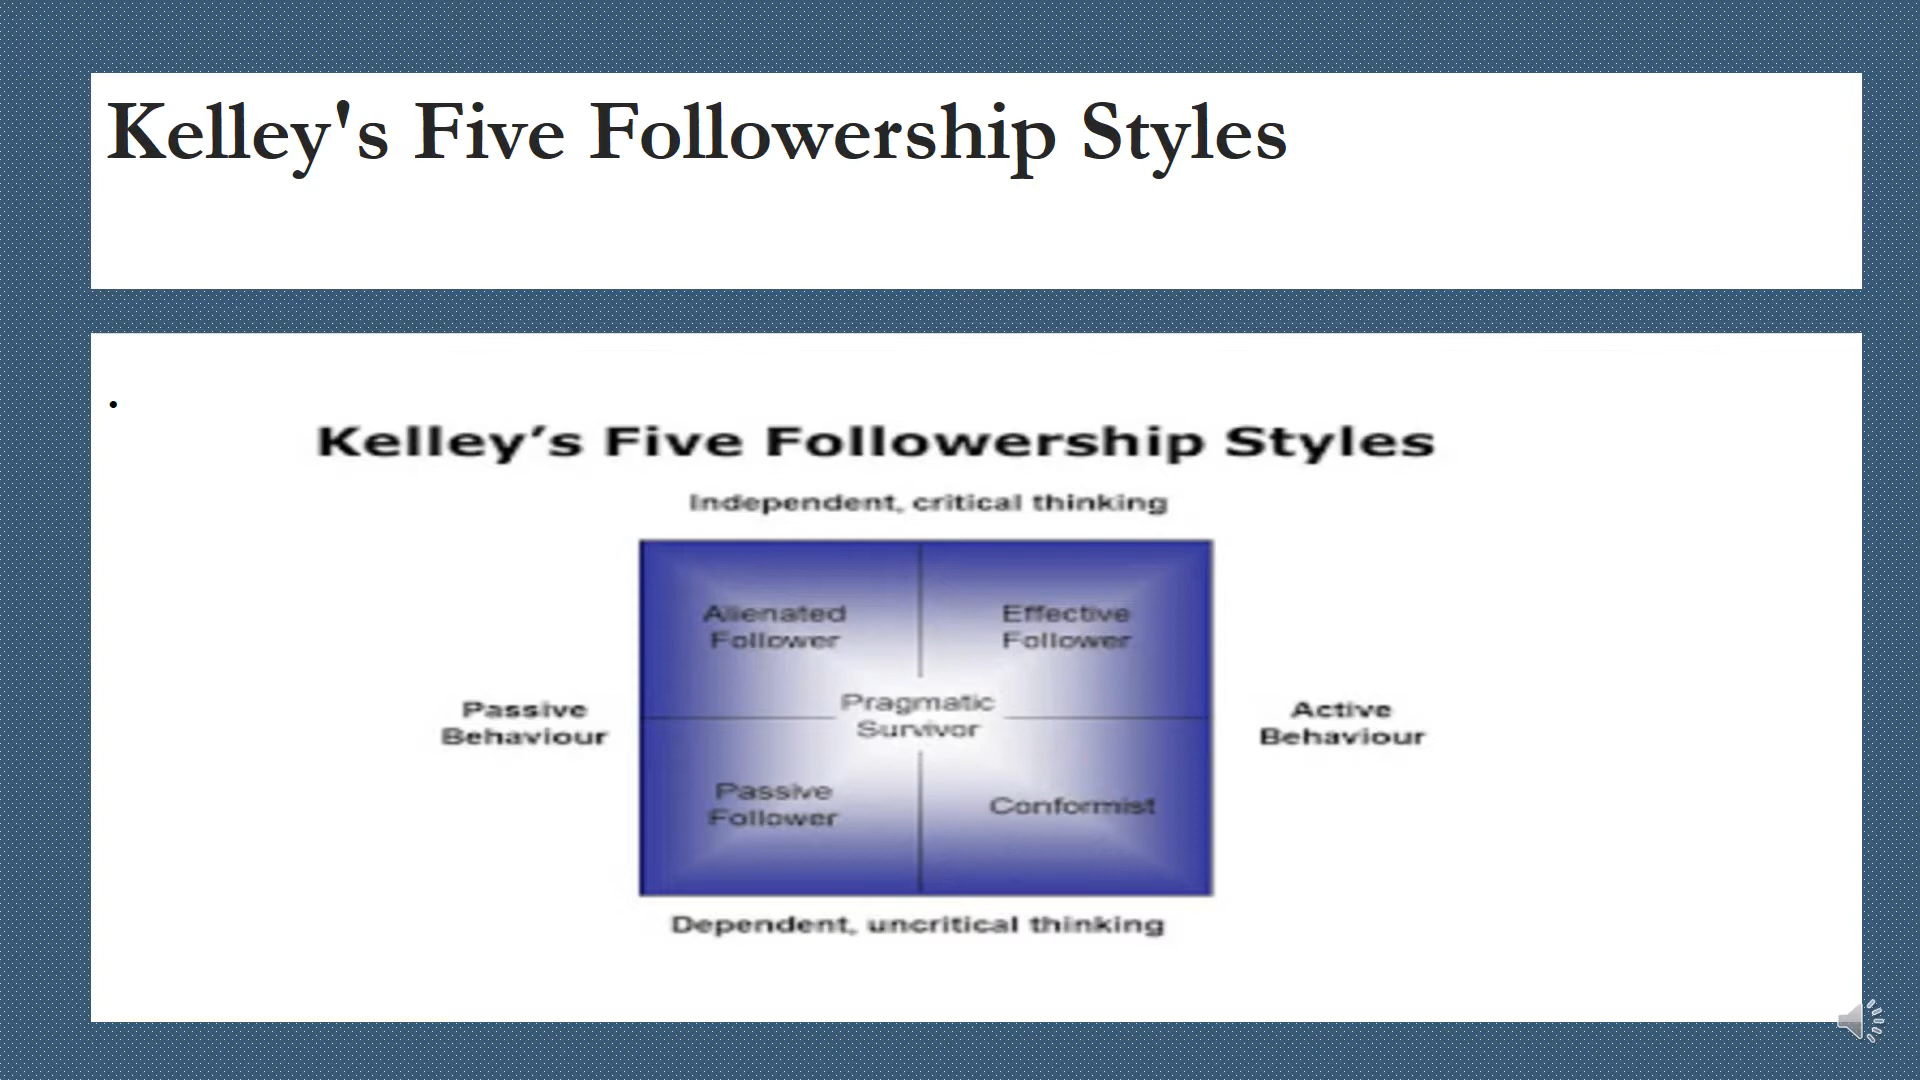 Kelley's Five Followership Styles
Kelley’s Five Followership Styles
Independent, critical thinking
Alienated
Follower
Effective
Follower
Passive
Behaviour
Pragmatic
Survivor
Active
Behaviour
Passive
Follower
Conformist
Dependent, uncritical thinking